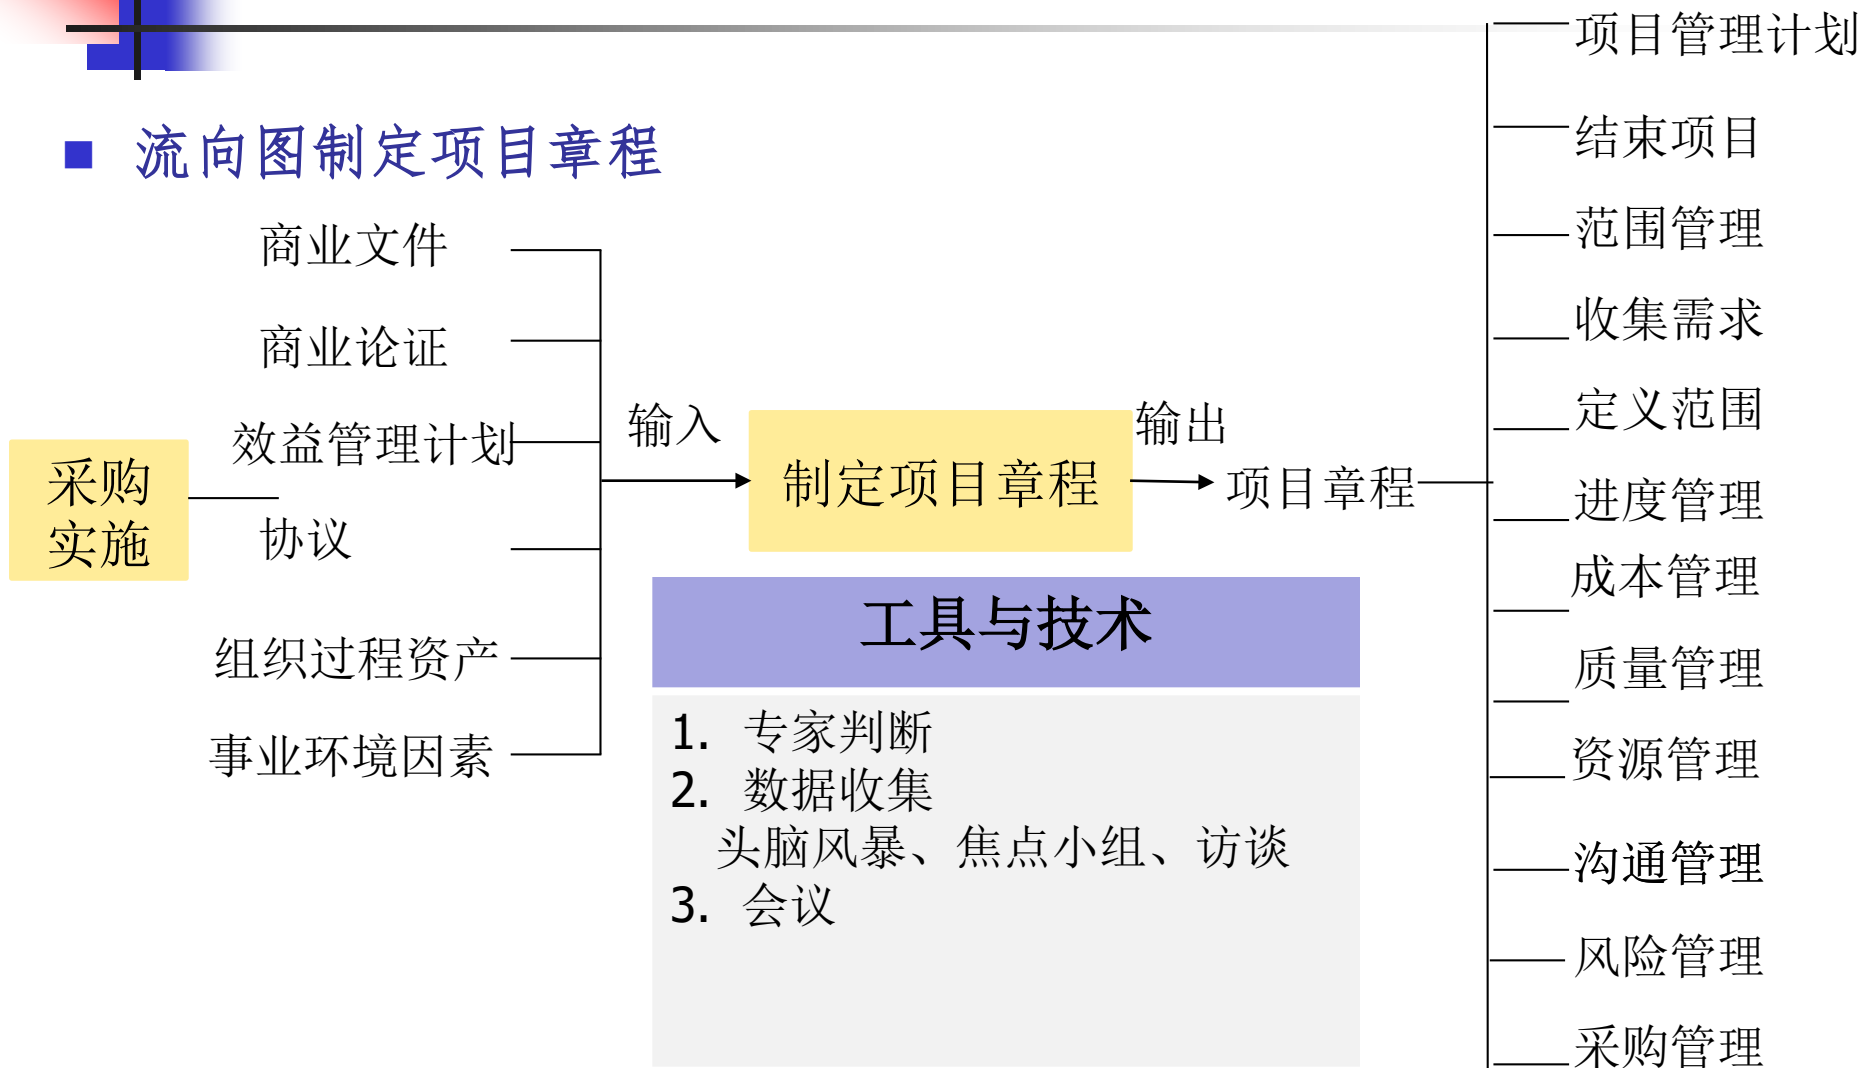 流向图制定项目章程
商业文件
商业论证
效益管理计划
采购
实施
协议
组织过程资产
事业环境因素
输入
制定项目章程
输出
项目章程
工具与技术
1. 专家判断
2. 数据收集
头脑风暴、焦点小组、访谈
3. 会议
项目管理计划
结束项目
范围管理
收集需求
定义范围
进度管理
成本管理
质量管理
资源管理
沟通管理
风险管理
采购管理